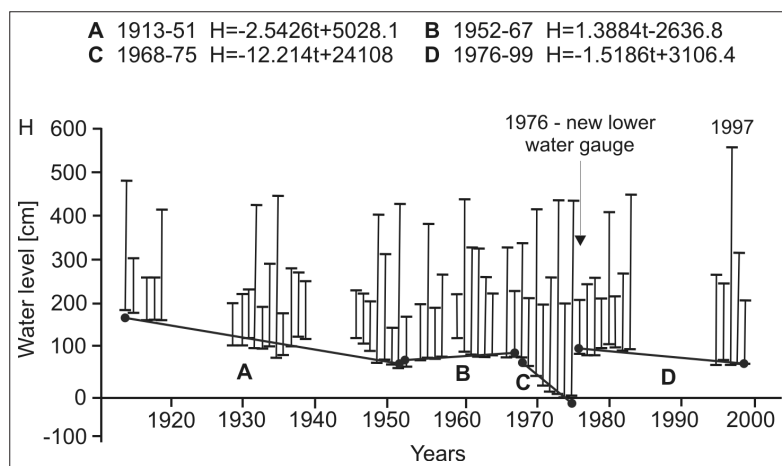 A 1913-51 H=-2.5426t+5028.1 B 1952-67 H=1.3884t-2636.8
C 1968-75 H=-12.214t+24108 D 1976-99 H=-1.5186t+3106.4
H
1976 - new lower
water gauge
1997
Water level [cm]
600
500
400
300
200
100
0
-100
A
B
C
D
1920 1930 1940 1950 1960 1970 1980 1990 2000
Years